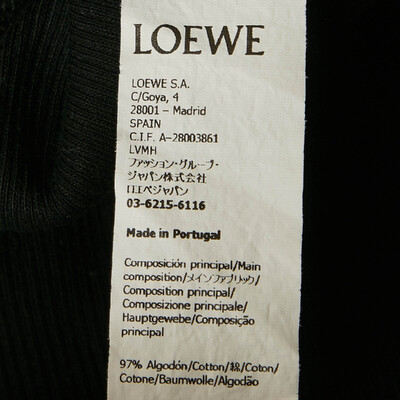 LOEWE
LOEWE S.A.
C/Goya, 4
28001 – Madrid
SPAIN
C.I.F. A-28003861
LVMH
ファッション・グループ・
ジャパン株式会社
ロエベジャパン
03-6215-6116
Made in Portugal
Composición principal/Main
composition/メインファブリック/
Composition principal/
Composizione principale/
Hauptgewebe/Composição
principal
97% Algodón/Cotton/綿/Coton/
Cotone/Baumwolle/Algodão